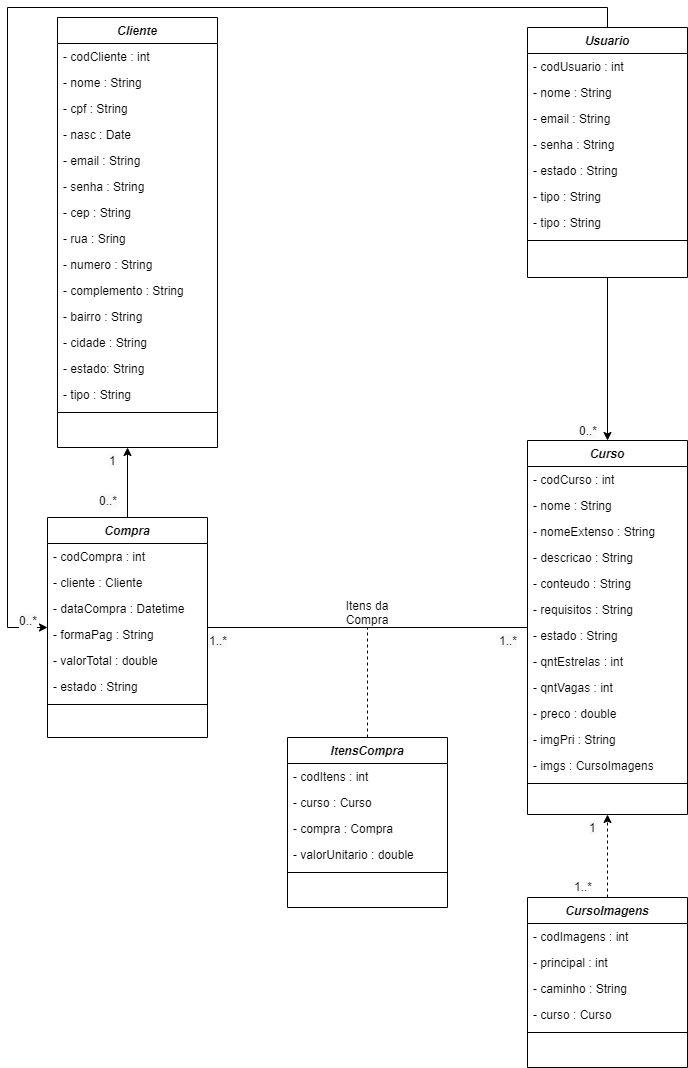 Cliente
- codCliente : int
- nome : String
- cpf : String
- nasc : Date
- email : String
- senha : String
- cep : String
- rua : Sring
- numero : String
- complemento : String
- bairro : String
- cidade : String
- estado: String
- tipo : String
Usuario
- codUsuario : int
- nome : String
- email : String
- senha : String
- estado : String
- tipo : String
- tipo : String
1
0..*
0..*
Compra
- codCompra : int
- cliente : Cliente
- dataCompra : Datetime
- formaPag : String
- valorTotal : double
- estado : String
0..*
1..*
Itens da
Compra
1..*
Curso
- codCurso : int
- nome : String
- nomeExtenso : String
- descricao : String
- conteudo : String
- requisitos : String
- estado : String
- qntEstrelas : int
- qntVagas : int
- preco : double
- imgPri : String
- imgs : CursoImagens
ItensCompra
- codItens : int
- curso : Curso
- compra : Compra
- valorUnitario : double
1
1..*
CursoImagens
- codImagens : int
- principal : int
- caminho : String
- curso : Curso